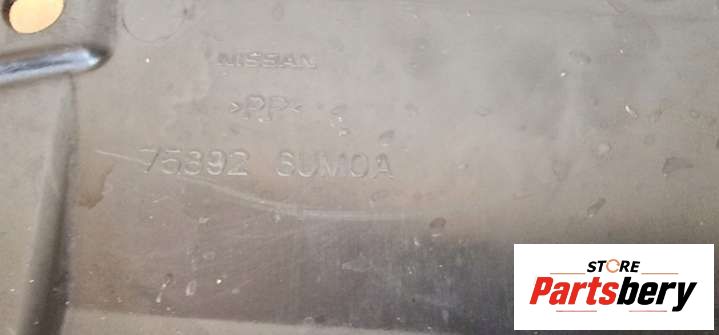 NISSAN
>PP<
75892 6UM0A
STORE
Partsbery